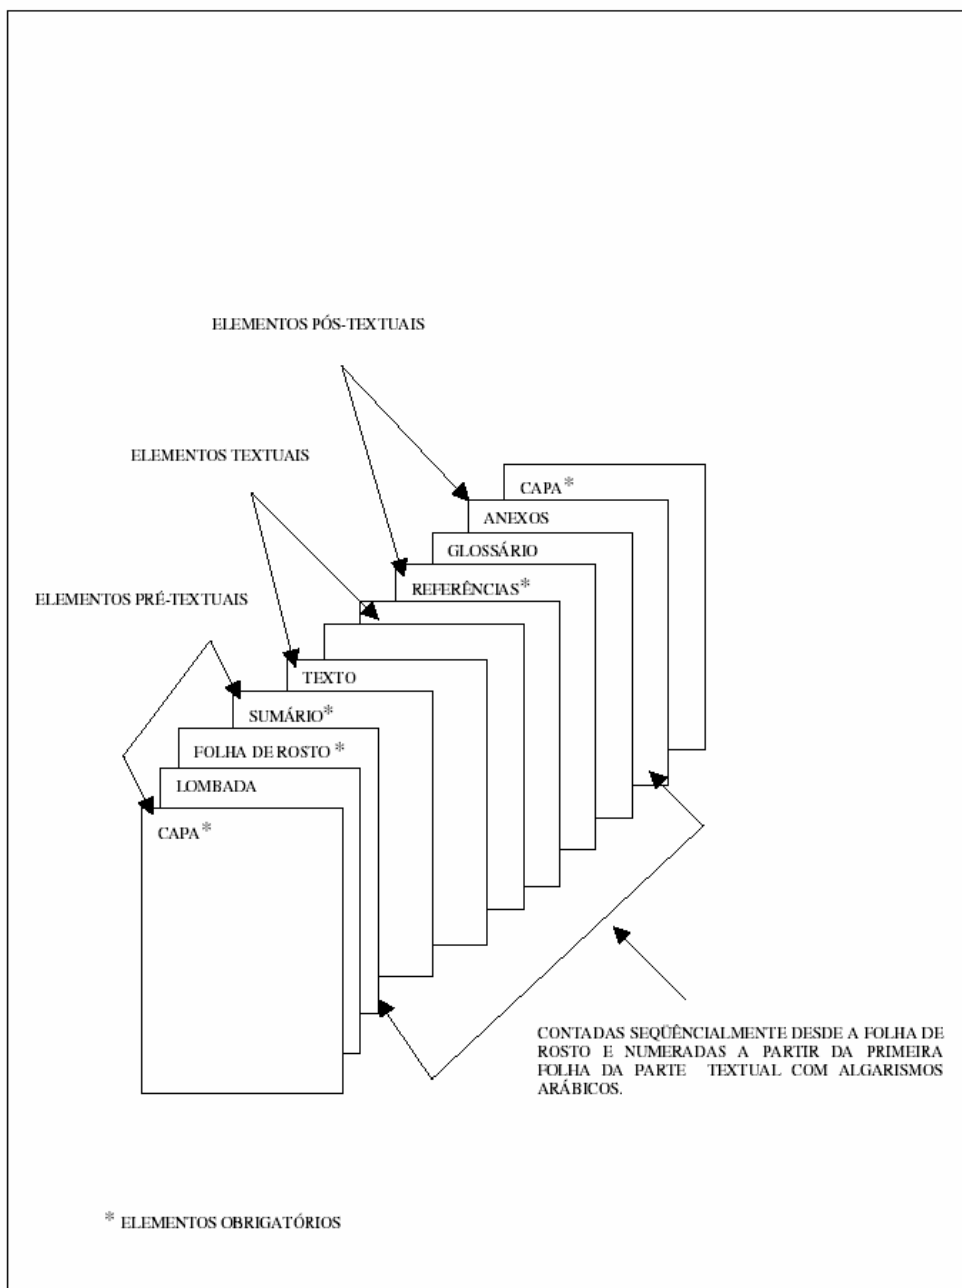 ELEMENTOS PÓS-TEXTUAIS
ELEMENTOS TEXTUAIS
CAPA*
ANEXOS
GLOSSÁRIO
REFERÊNCIAS*
ELEMENTOS PRÉ-TEXTUAIS
TEXTO
SUMÁRIO*
FOLHA DE ROSTO *
LOMBADA
CAPA*
CONTADAS SEQÜÊNCIALMENTE DESDE A FOLHA DE
ROSTO E NUMERADAS A PARTIR DA PRIMEIRA
FOLHA DA PARTE TEXTUAL COM ALGARISMOS
ARÁBICOS.
* ELEMENTOS OBRIGATÓRIOS